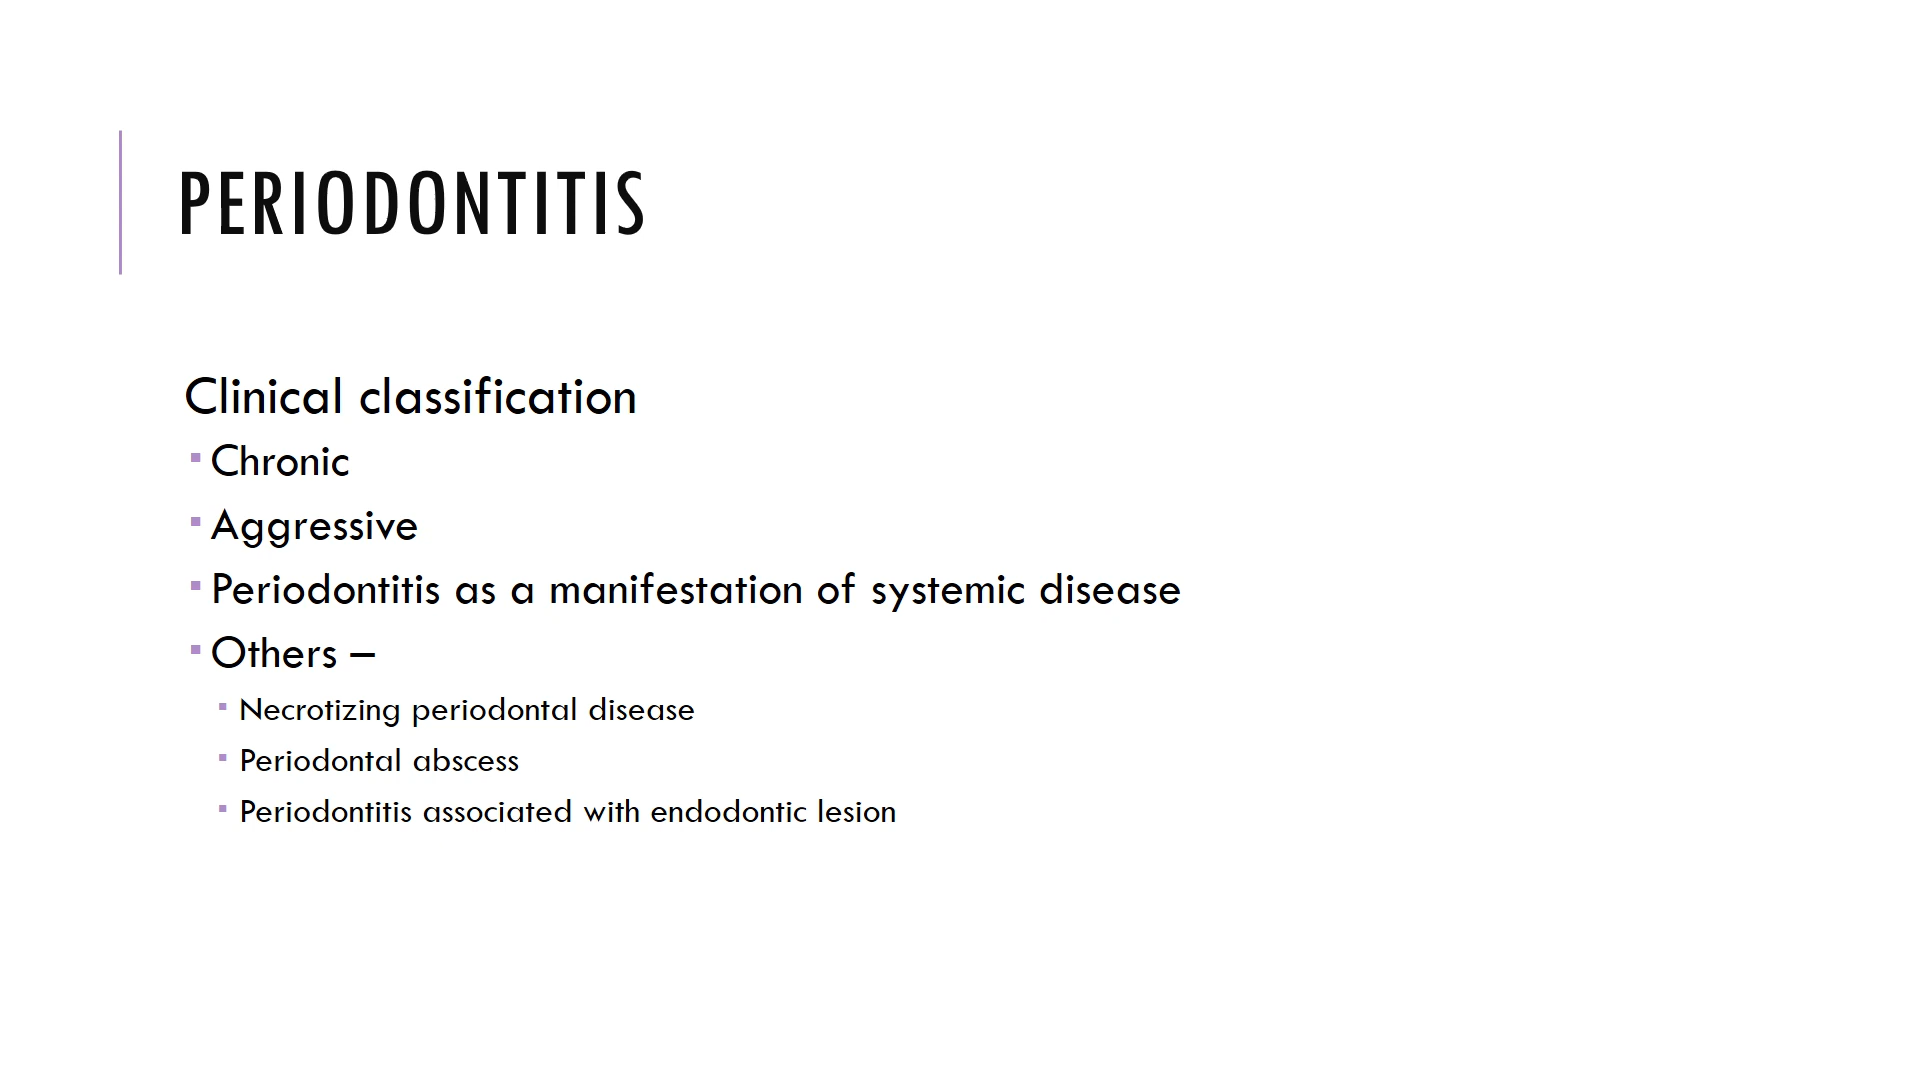 PERIODONTITIS
Clinical classification
▪ Chronic
▪ Aggressive
▪ Periodontitis as a manifestation of systemic disease
▪ Others –
▪ Necrotizing periodontal disease
▪ Periodontal abscess
▪ Periodontitis associated with endodontic lesion